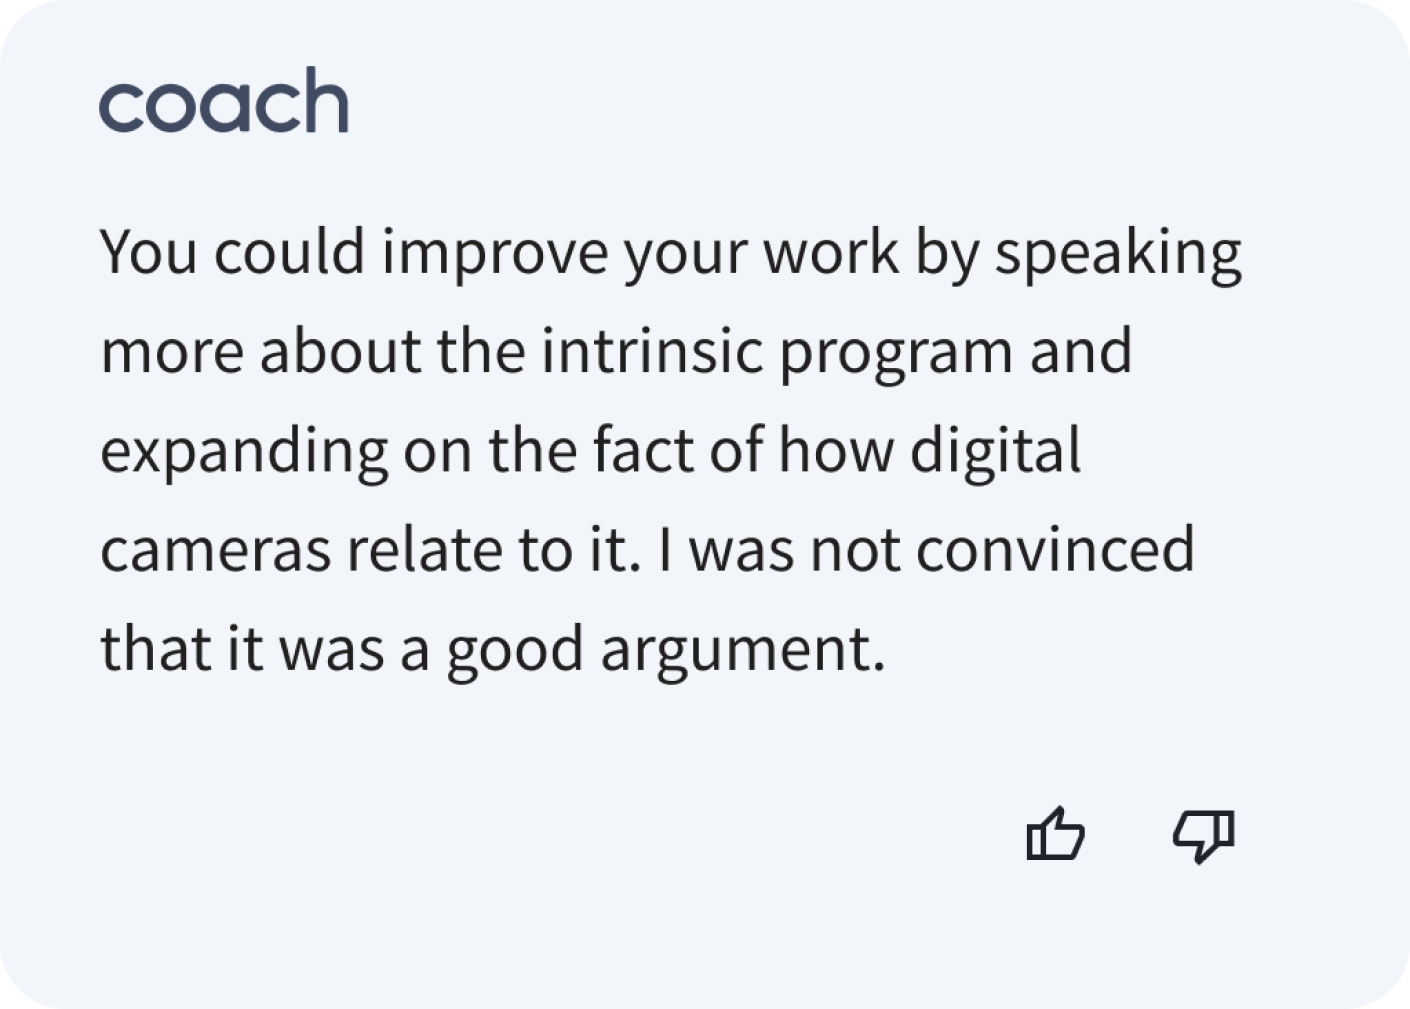 coach
You could improve your work by speaking
more about the intrinsic program and
expanding on the fact of how digital
cameras relate to it. I was not convinced
that it was a good argument.